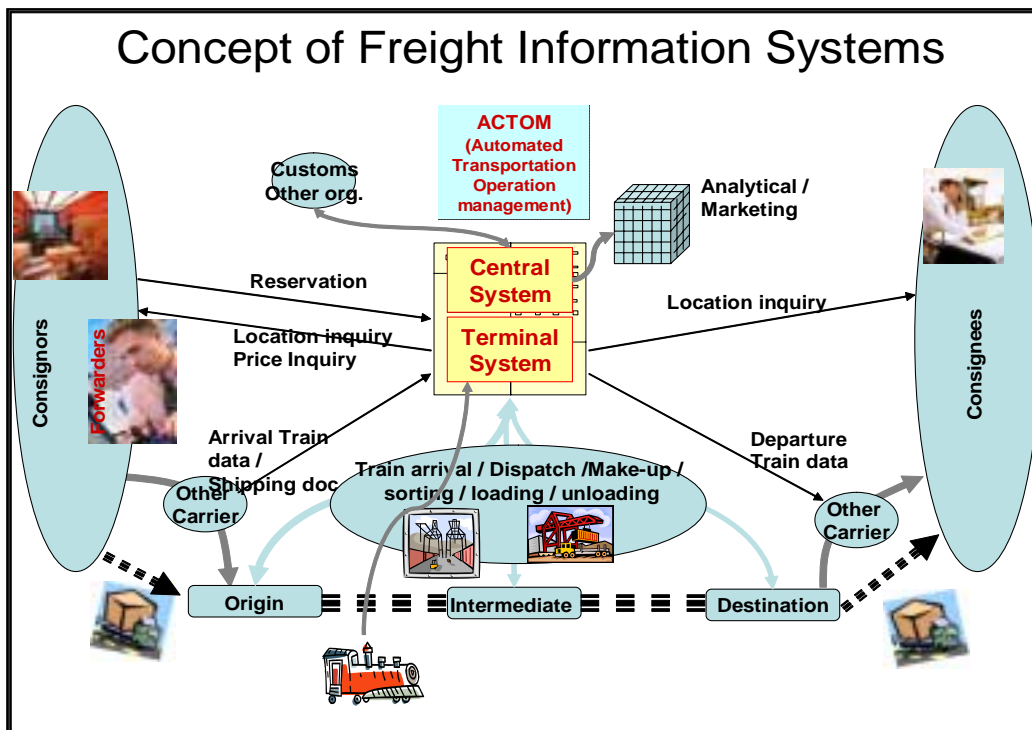 Concept of Freight Information Systems
ACTOM
(Automated
Transportation
Operation
management)
Customs
Other org.
Analytical /
Marketing
Central
System
Terminal
System
Reservation
Location inquiry
Price Inquiry
Location inquiry
Consignors
Forwarders
Consignees
Arrival Train
data /
Shipping doc
Other
Carrier
Train arrival / Dispatch /Make-up /
sorting / loading / unloading
Departure
Train data
Other
Carrier
Origin
Intermediate
Destination